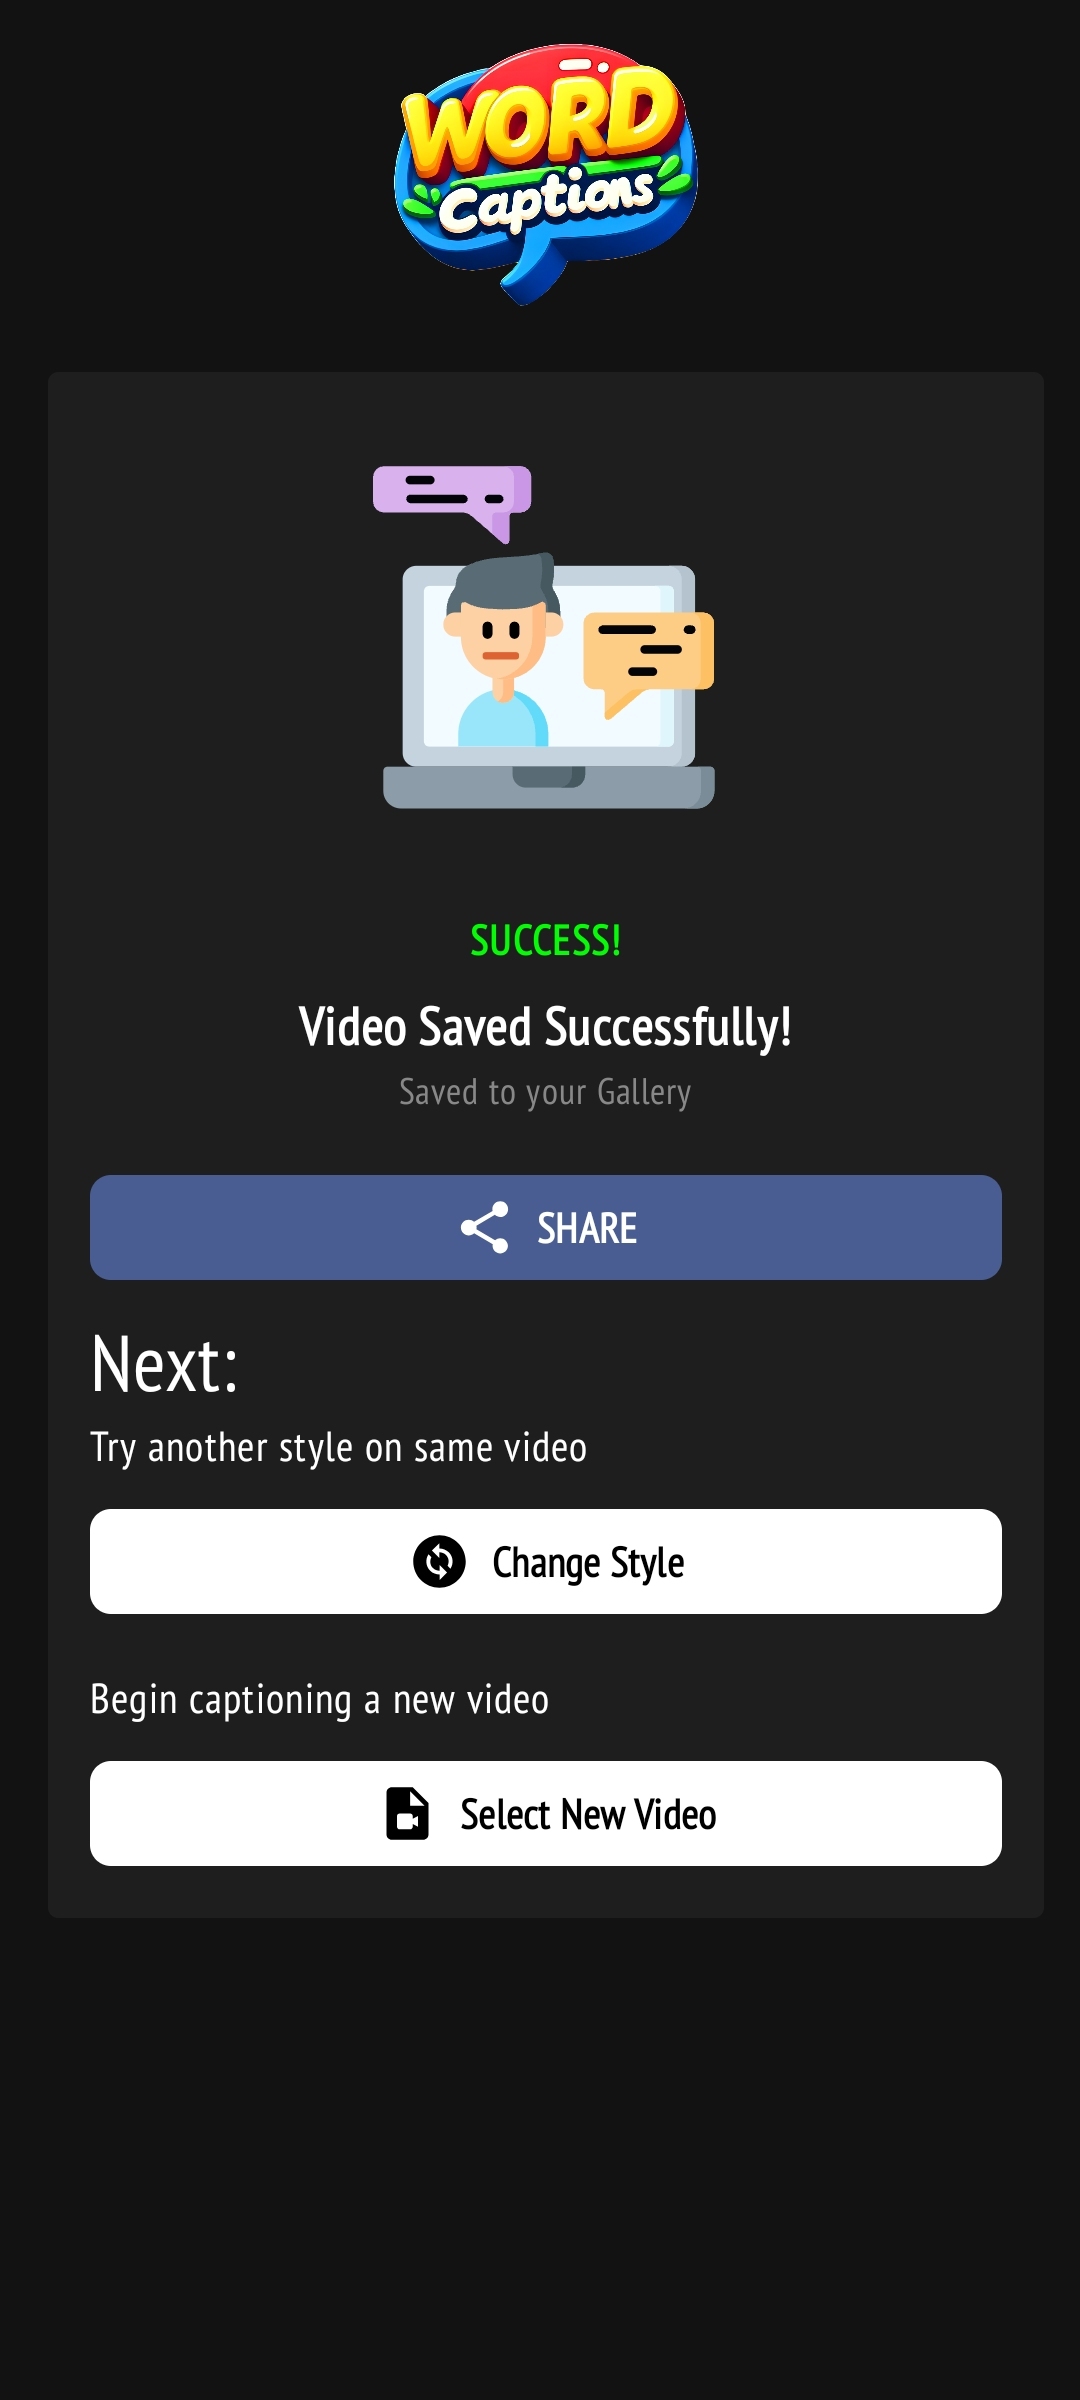 WORD
Captions
SUCCESS!
Video Saved Successfully!
Saved to your Gallery
SHARE
Next:
Try another style on same video
Change Style
Begin captioning a new video
Select New Video